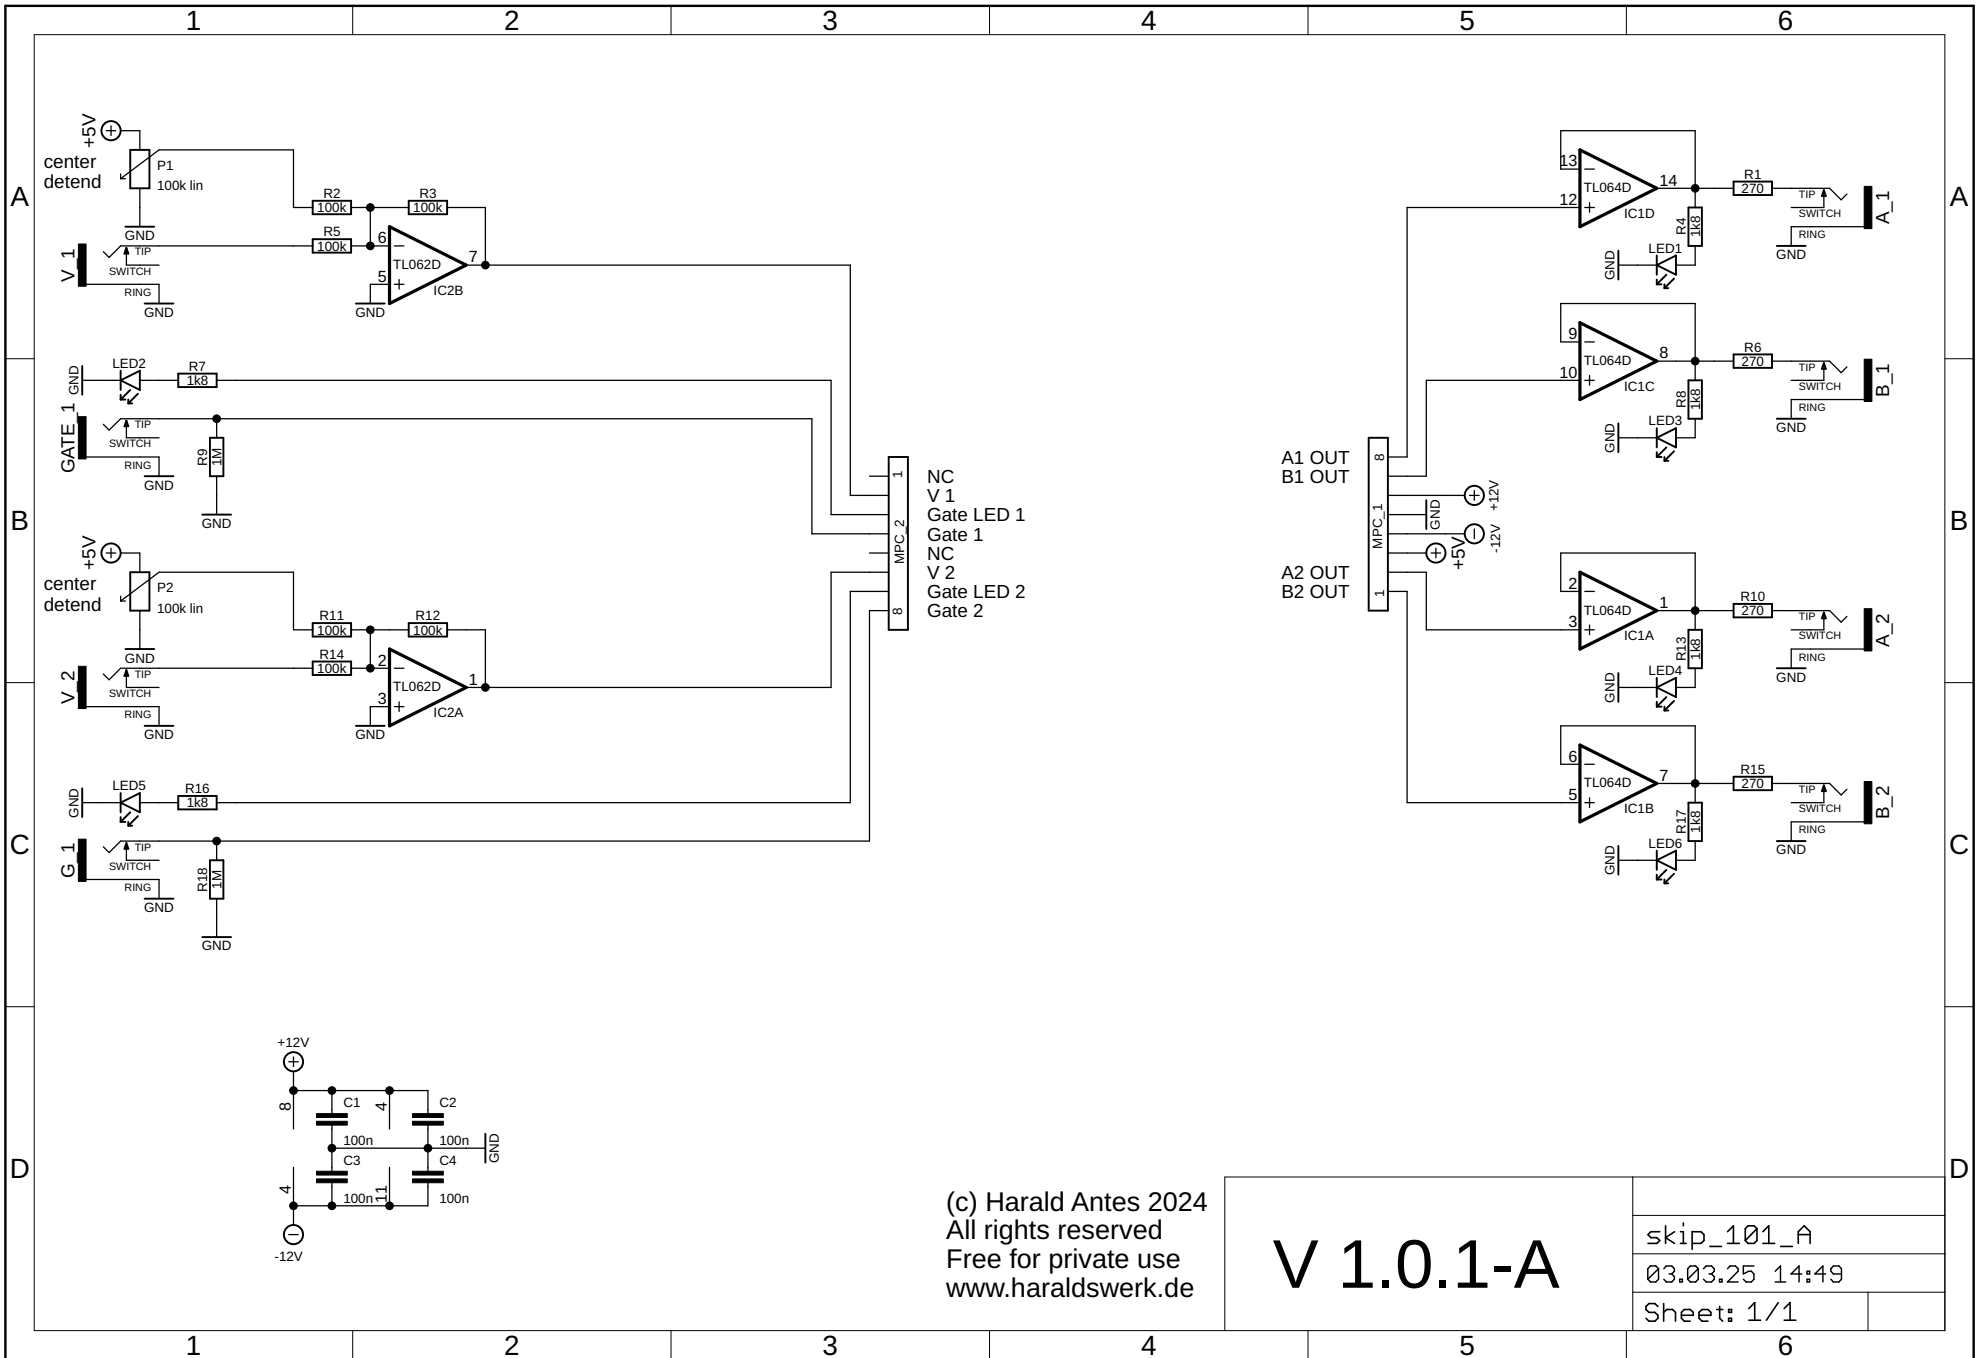 1 2 3 4 5 6
A A
B B
C C
D D
+5V
center
detend
P1
100k lin
GND
V_1
TIP
SWITCH
RING
GND
R2
100k
R3
100k
R5
100k
6
5
7
TL062D
IC2B
GND
GND
LED2
R7
1k8
GATE_1
TIP
SWITCH
RING
GND
R9
1M
GND
+5V
center
detend
P2
100k lin
GND
V_2
TIP
SWITCH
RING
GND
R11
100k
R12
100k
R14
100k
2
3
1
TL062D
IC2A
GND
GND
LED5
R16
1k8
G_1
TIP
SWITCH
RING
GND
R18
1M
GND
MPC_2
1
8
NC
V 1
Gate LED 1
Gate 1
NC
V 2
Gate LED 2
Gate 2
A1 OUT
B1 OUT
A2 OUT
B2 OUT
MPC_1
8
1
+12V
GND
-12V
+5V
13
12
14
TL064D
IC1D
R1
270
R4
1k8
LED1
GND
TIP
SWITCH
RING
GND
A_1
9
10
8
TL064D
IC1C
R6
270
R8
1k8
LED3
GND
TIP
SWITCH
RING
GND
B_1
2
3
1
TL064D
IC1A
R10
270
R13
1k8
LED4
GND
TIP
SWITCH
RING
GND
A_2
6
5
7
TL064D
IC1B
R15
270
R17
1k8
LED6
GND
TIP
SWITCH
RING
GND
B_2
+12V
8
C1
100n
4
C2
100n
GND
4
C3
100n
11
C4
100n
-12V
(c) Harald Antes 2024
All rights reserved
Free for private use
www.haraldswerk.de
V 1.0.1-A
skip_101_A
03.03.25 14:49
Sheet: 1/1
1 2 3 4 5 6